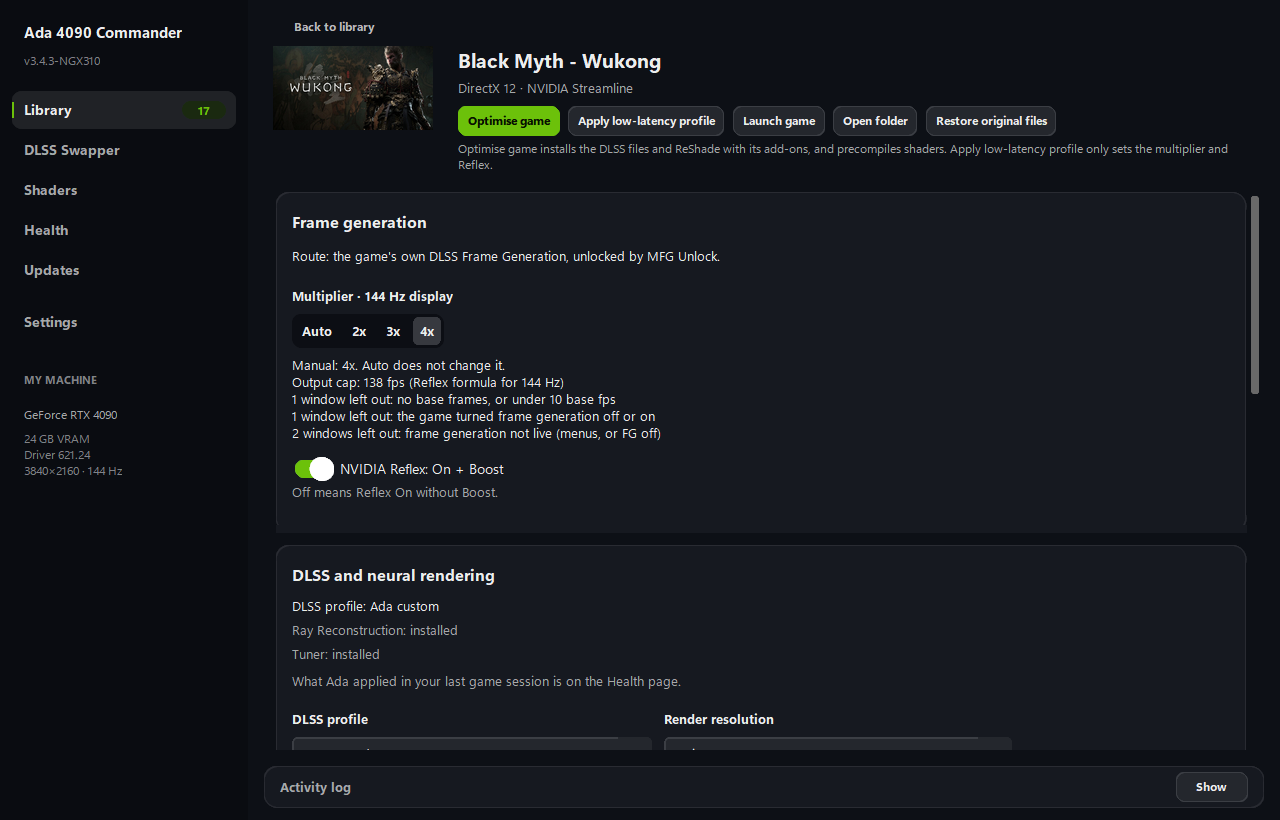 Ada 4090 Commander
v3.4.3-NGX310
Library 17
DLSS Swapper
Shaders
Health
Updates
Settings
MY MACHINE
GeForce RTX 4090
24 GB VRAM
Driver 621.24
3840×2160 · 144 Hz
Back to library
BLACK MYTH
WUKONG
Black Myth - Wukong
DirectX 12 · NVIDIA Streamline
Optimise game Apply low-latency profile Launch game Open folder Restore original files
Optimise game installs the DLSS files and ReShade with its add-ons, and precompiles shaders. Apply low-latency profile only sets the multiplier and
Reflex.
Frame generation
Route: the game's own DLSS Frame Generation, unlocked by MFG Unlock.
Multiplier · 144 Hz display
Auto 2x 3x 4x
Manual: 4x. Auto does not change it.
Output cap: 138 fps (Reflex formula for 144 Hz)
1 window left out: no base frames, or under 10 base fps
1 window left out: the game turned frame generation off or on
2 windows left out: frame generation not live (menus, or FG off)
NVIDIA Reflex: On + Boost
Off means Reflex On without Boost.
DLSS and neural rendering
DLSS profile: Ada custom
Ray Reconstruction: installed
Tuner: installed
What Ada applied in your last game session is on the Health page.
DLSS profile Render resolution
Activity log Show